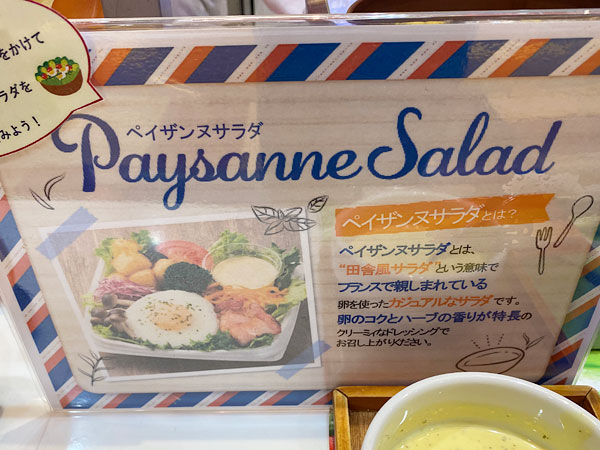 をかけて
ラダを
みよう！
ペイザンヌサラダ
Paysanne Salad
ペイザンヌサラダとは？
ペイザンヌサラダとは、
“田舎風サラダ”という意味で
フランスで親しまれている
卵を使ったカジュアルなサラダです。
卵のコクとハーブの香りが特長の
クリーミィなドレッシングで
お召し上がりください。